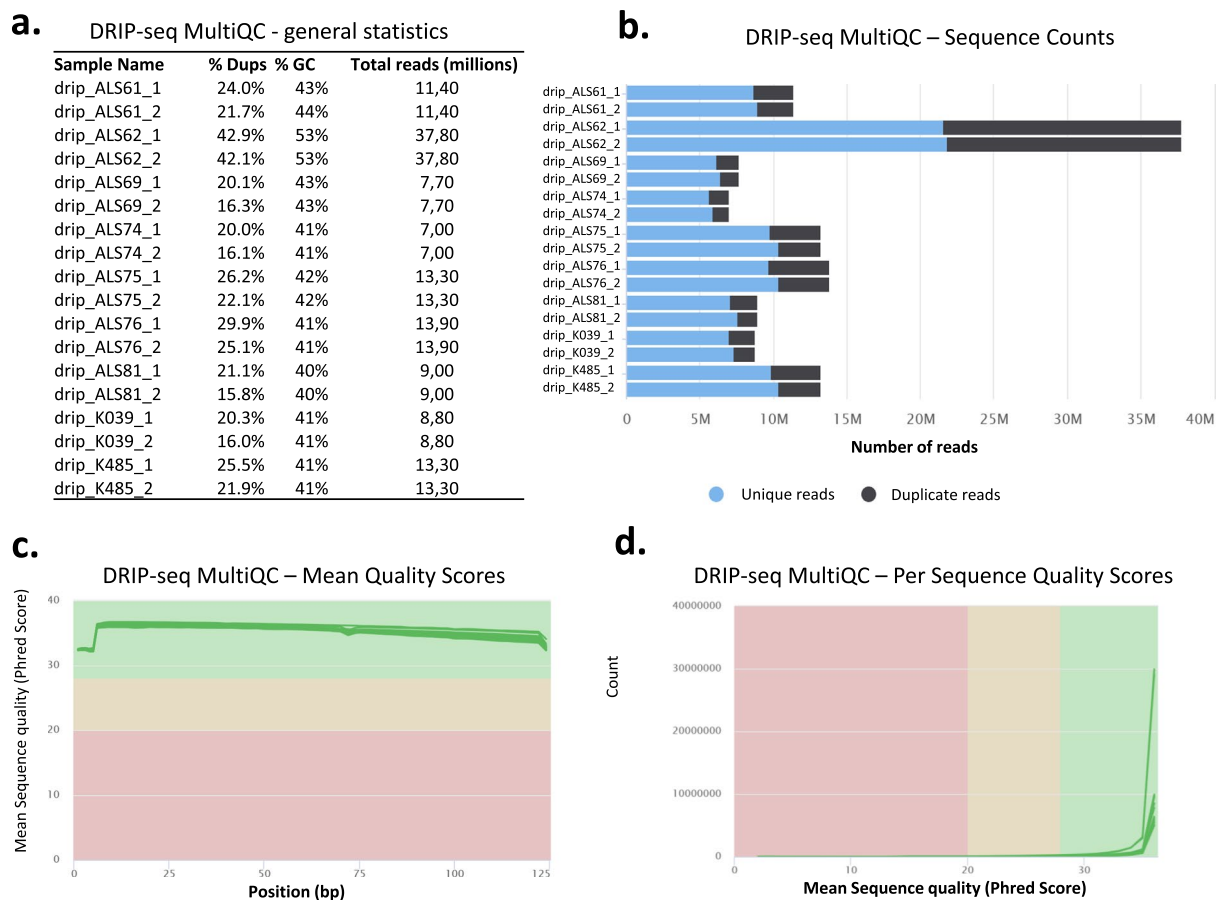 a.
DRIP-seq MultiQC - general statistics
Sample Name % Dups % GC Total reads (millions)
drip_ALS61_1 24.0% 43% 11,40
drip_ALS61_2 21.7% 44% 11,40
drip_ALS62_1 42.9% 53% 37,80
drip_ALS62_2 42.1% 53% 37,80
drip_ALS69_1 20.1% 43% 7,70
drip_ALS69_2 16.3% 43% 7,70
drip_ALS74_1 20.0% 41% 7,00
drip_ALS74_2 16.1% 41% 7,00
drip_ALS75_1 26.2% 42% 13,30
drip_ALS75_2 22.1% 42% 13,30
drip_ALS76_1 29.9% 41% 13,90
drip_ALS76_2 25.1% 41% 13,90
drip_ALS81_1 21.1% 40% 9,00
drip_ALS81_2 15.8% 40% 9,00
drip_K039_1 20.3% 41% 8,80
drip_K039_2 16.0% 41% 8,80
drip_K485_1 25.5% 41% 13,30
drip_K485_2 21.9% 41% 13,30
b.
DRIP-seq MultiQC – Sequence Counts
drip_ALS61_1
drip_ALS61_2
drip_ALS62_1
drip_ALS62_2
drip_ALS69_1
drip_ALS69_2
drip_ALS74_1
drip_ALS74_2
drip_ALS75_1
drip_ALS75_2
drip_ALS76_1
drip_ALS76_2
drip_ALS81_1
drip_ALS81_2
drip_K039_1
drip_K039_2
drip_K485_1
drip_K485_2
0 5M 10M 15M 20M 25M 30M 35M 40M
Number of reads
Unique reads Duplicate reads
c.
DRIP-seq MultiQC – Mean Quality Scores
Mean Sequence quality (Phred Score)
40
30
20
10
0
0 25 50 75 100 125
Position (bp)
d.
DRIP-seq MultiQC – Per Sequence Quality Scores
Count
40000000
30000000
20000000
10000000
0
0 10 20 30
Mean Sequence quality (Phred Score)